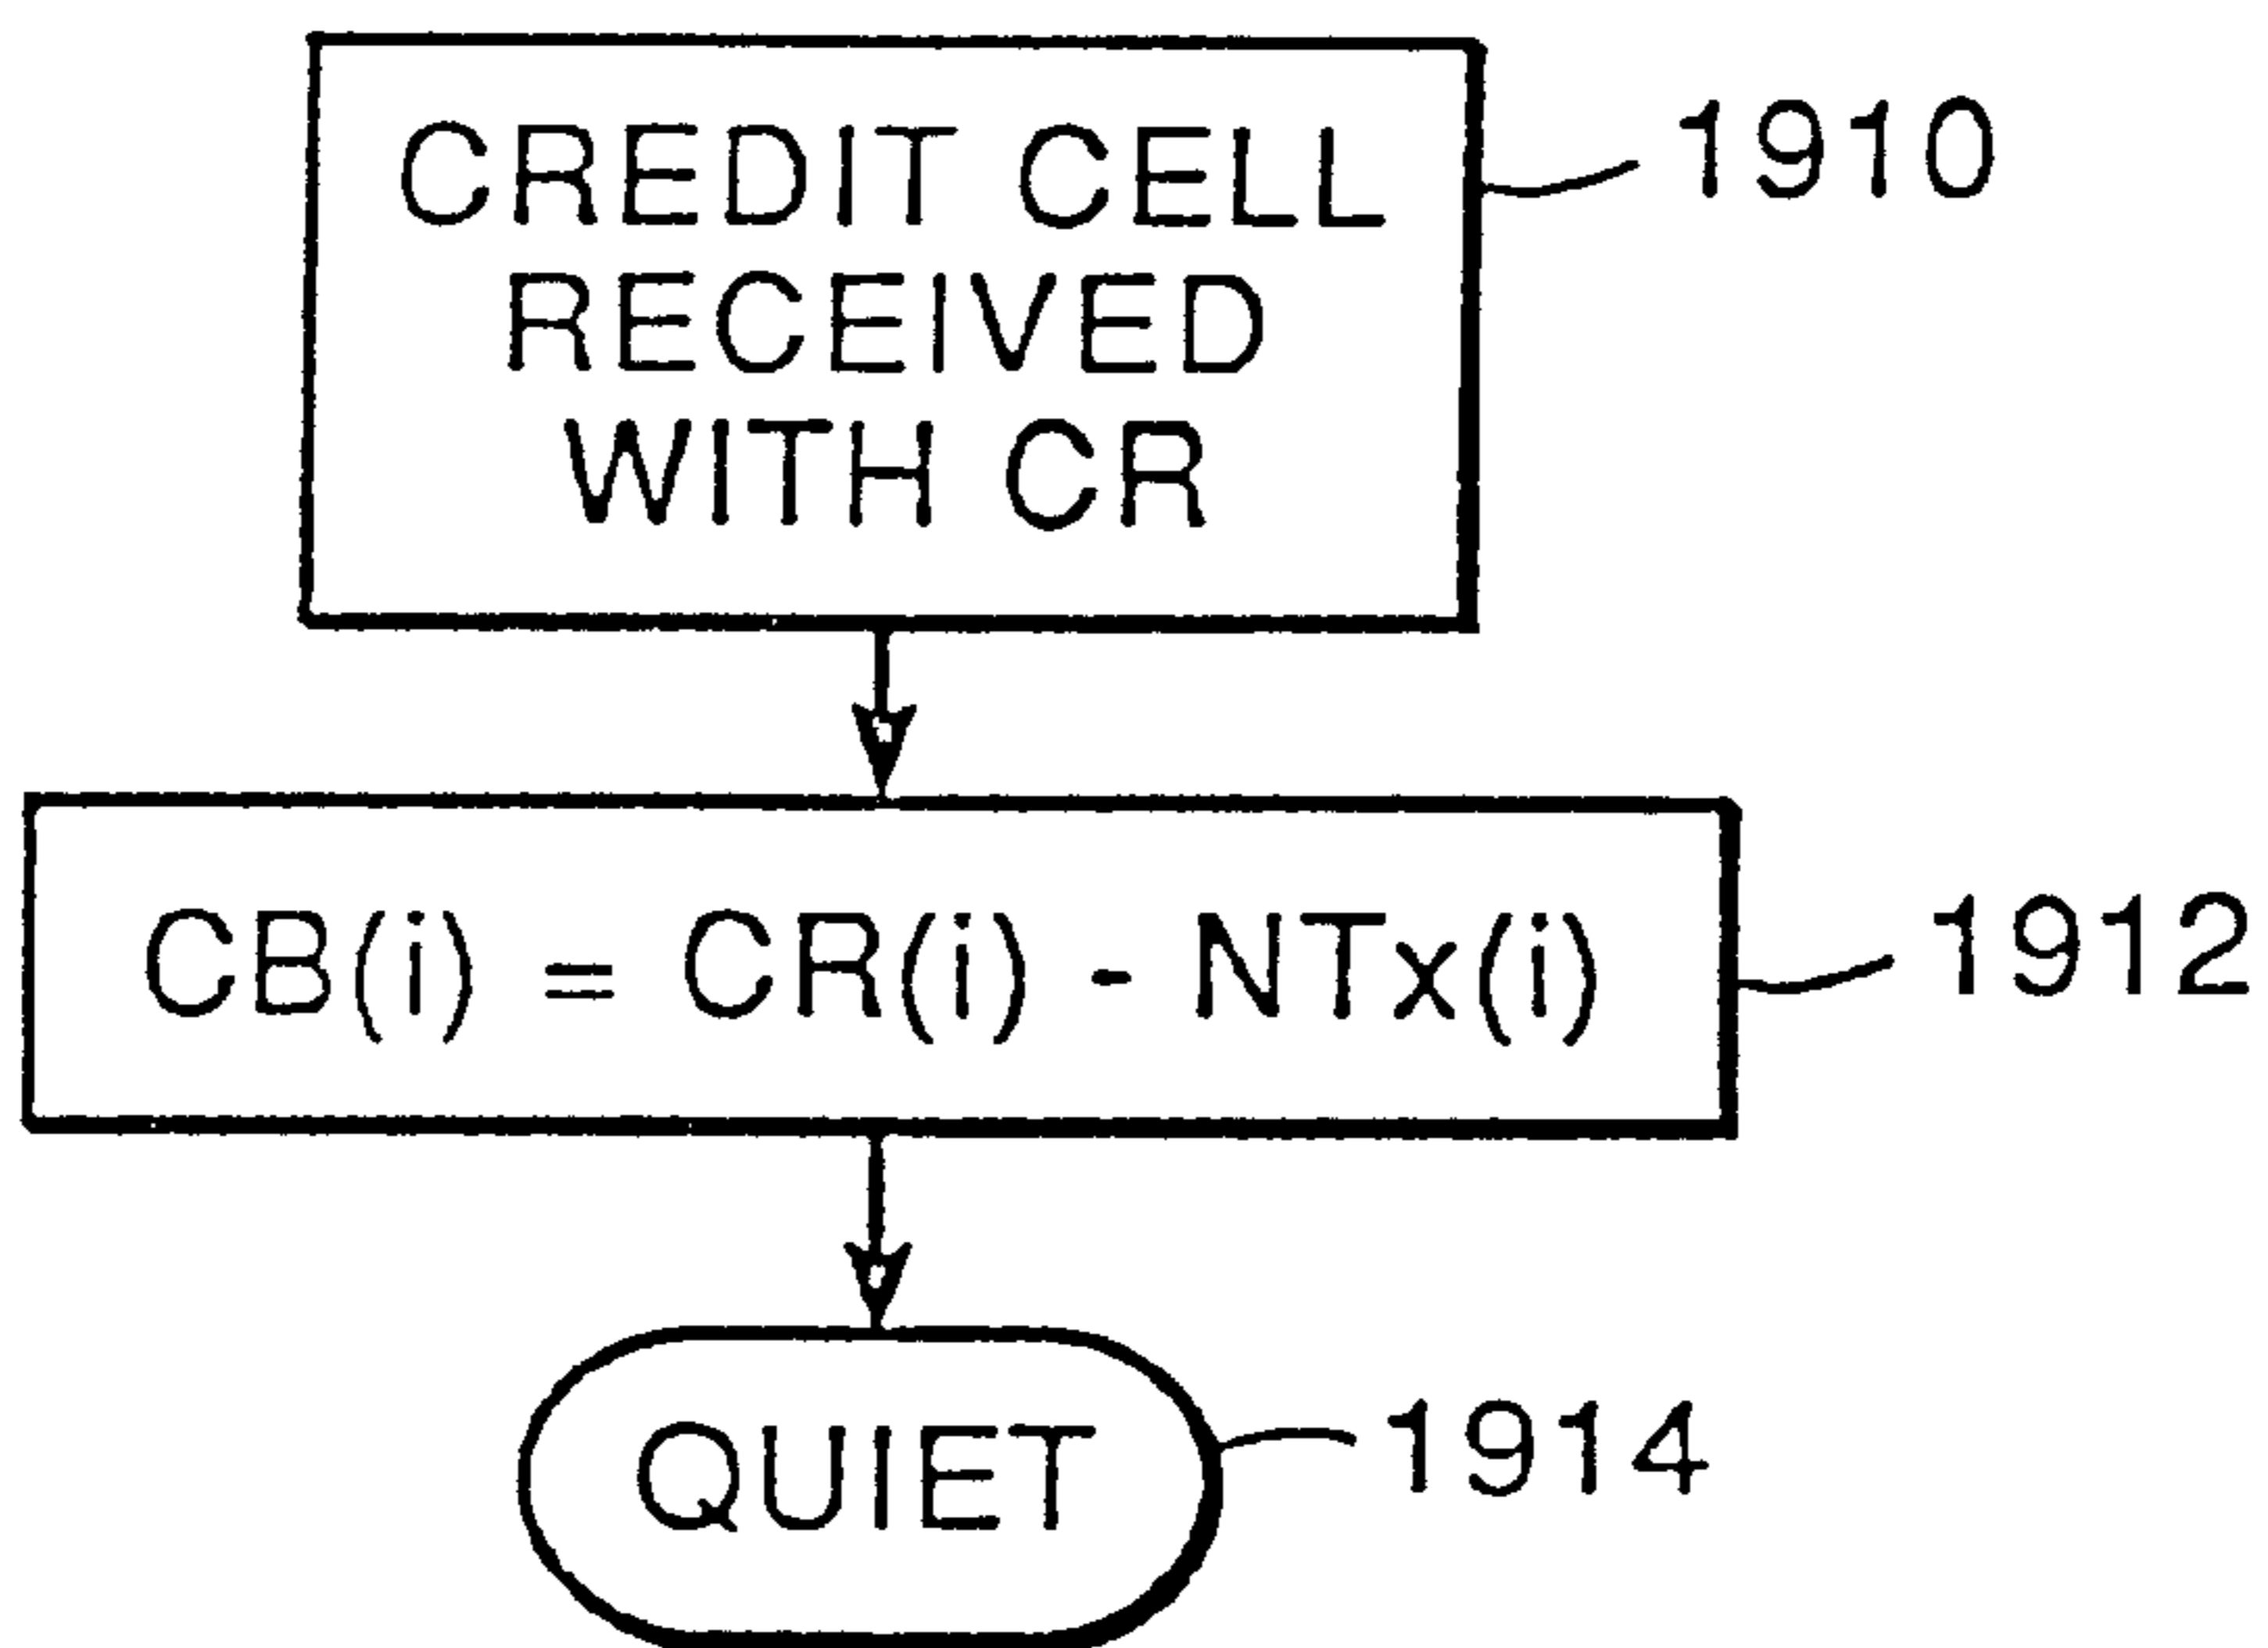 CREDIT CELL
RECEIVED
WITH CR
1910
CB(i) = CR(i) - NTx(i)
1912
QUIET
1914